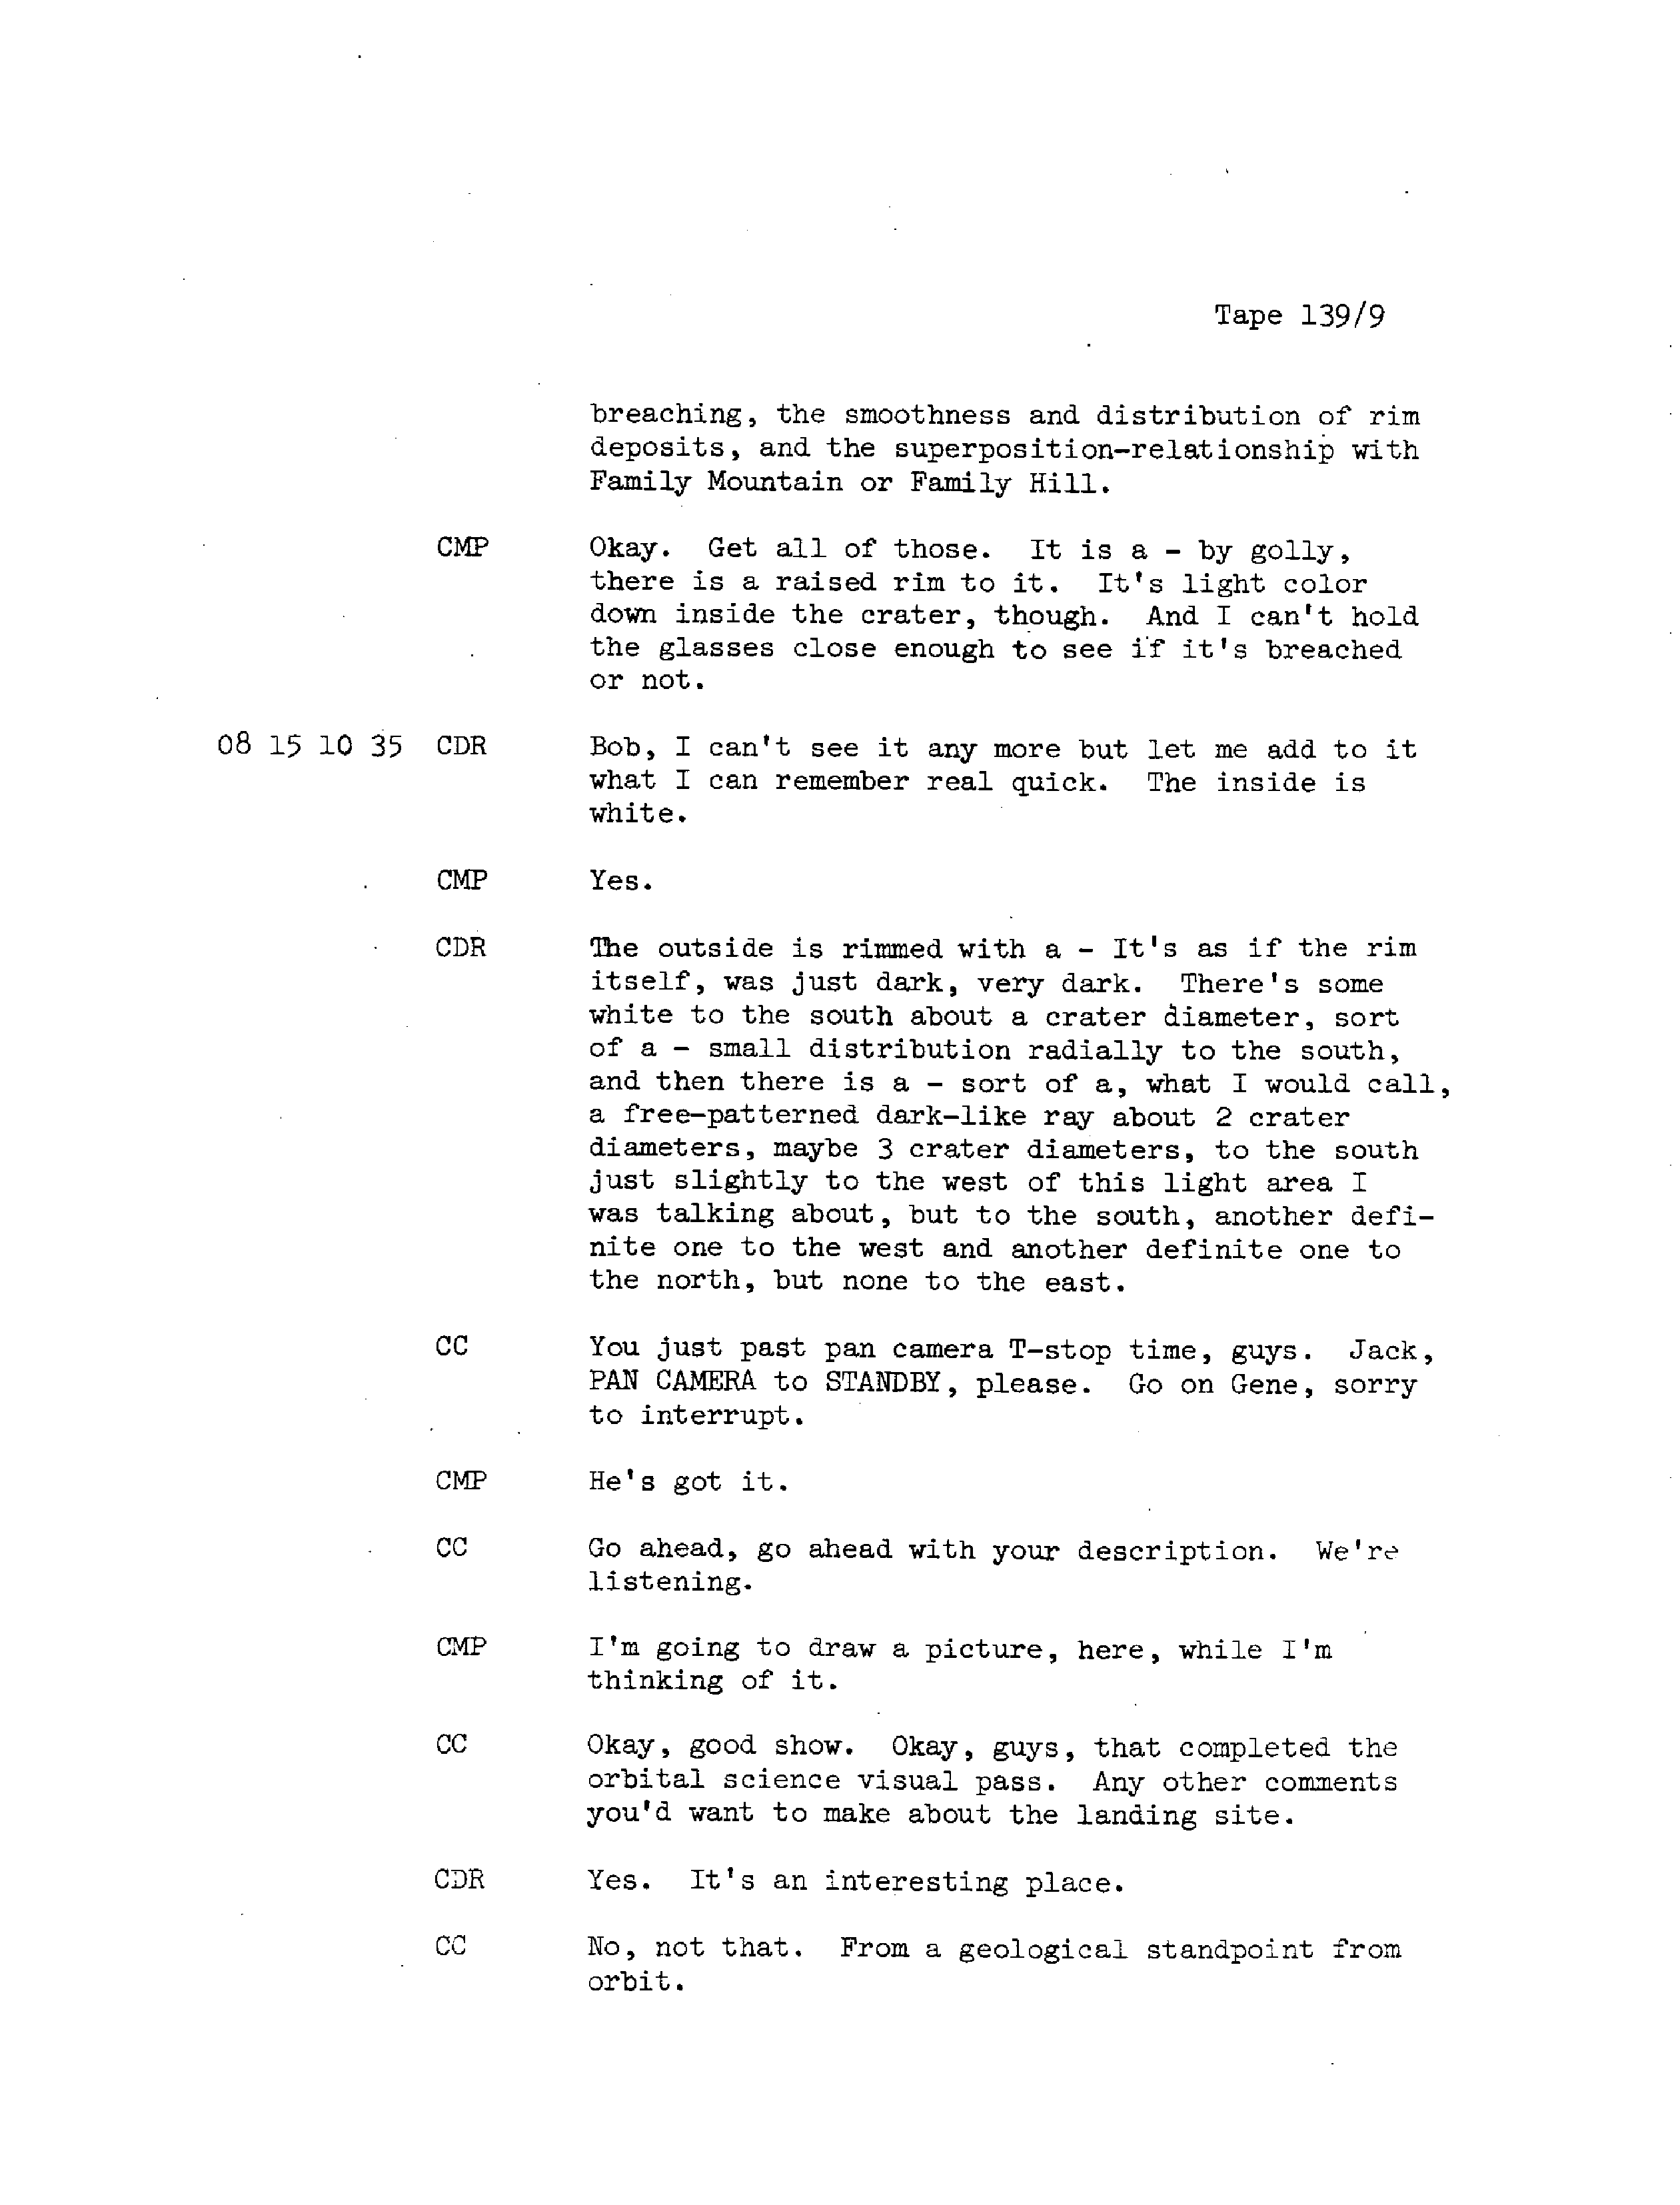 Tape 139/9
breaching, the smoothness and distribution of rim
deposits, and the superposition-relationship with
Family Mountain or Family Hill.
CMP Okay. Get all of those. It is a - by golly,
there is a raised rim to it. It's light color
down inside the crater, though. And I can't hold
the glasses close enough to see if it's breached
or not.
08 15 10 35 CDR Bob, I can't see it any more but let me add to it
what I can remember real quick. The inside is
white.
CMP Yes.
CDR The outside is rimmed with a - It's as if the rim
itself, was just dark, very dark. There's some
white to the south about a crater diameter, sort
of a - small distribution radially to the south,
and then there is a - sort of a, what I would call,
a free-patterned dark-like ray about 2 crater
diameters, maybe 3 crater diameters, to the south
just slightly to the west of this light area I
was talking about, but to the south, another defi-
nite one to the west and another definite one to
the north, but none to the east.
CC You just past pan camera T-stop time, guys. Jack,
PAN CAMERA to STANDBY, please. Go on Gene, sorry
to interrupt.
CMP He's got it.
CC Go ahead, go ahead with your description. We're
listening.
CMP I'm going to draw a picture, here, while I'm
thinking of it.
CC Okay, good show. Okay, guys, that completed the
orbital science visual pass. Any other comments
you'd want to make about the landing site.
CDR Yes. It's an interesting place.
CC No, not that. From a geological standpoint from
orbit.